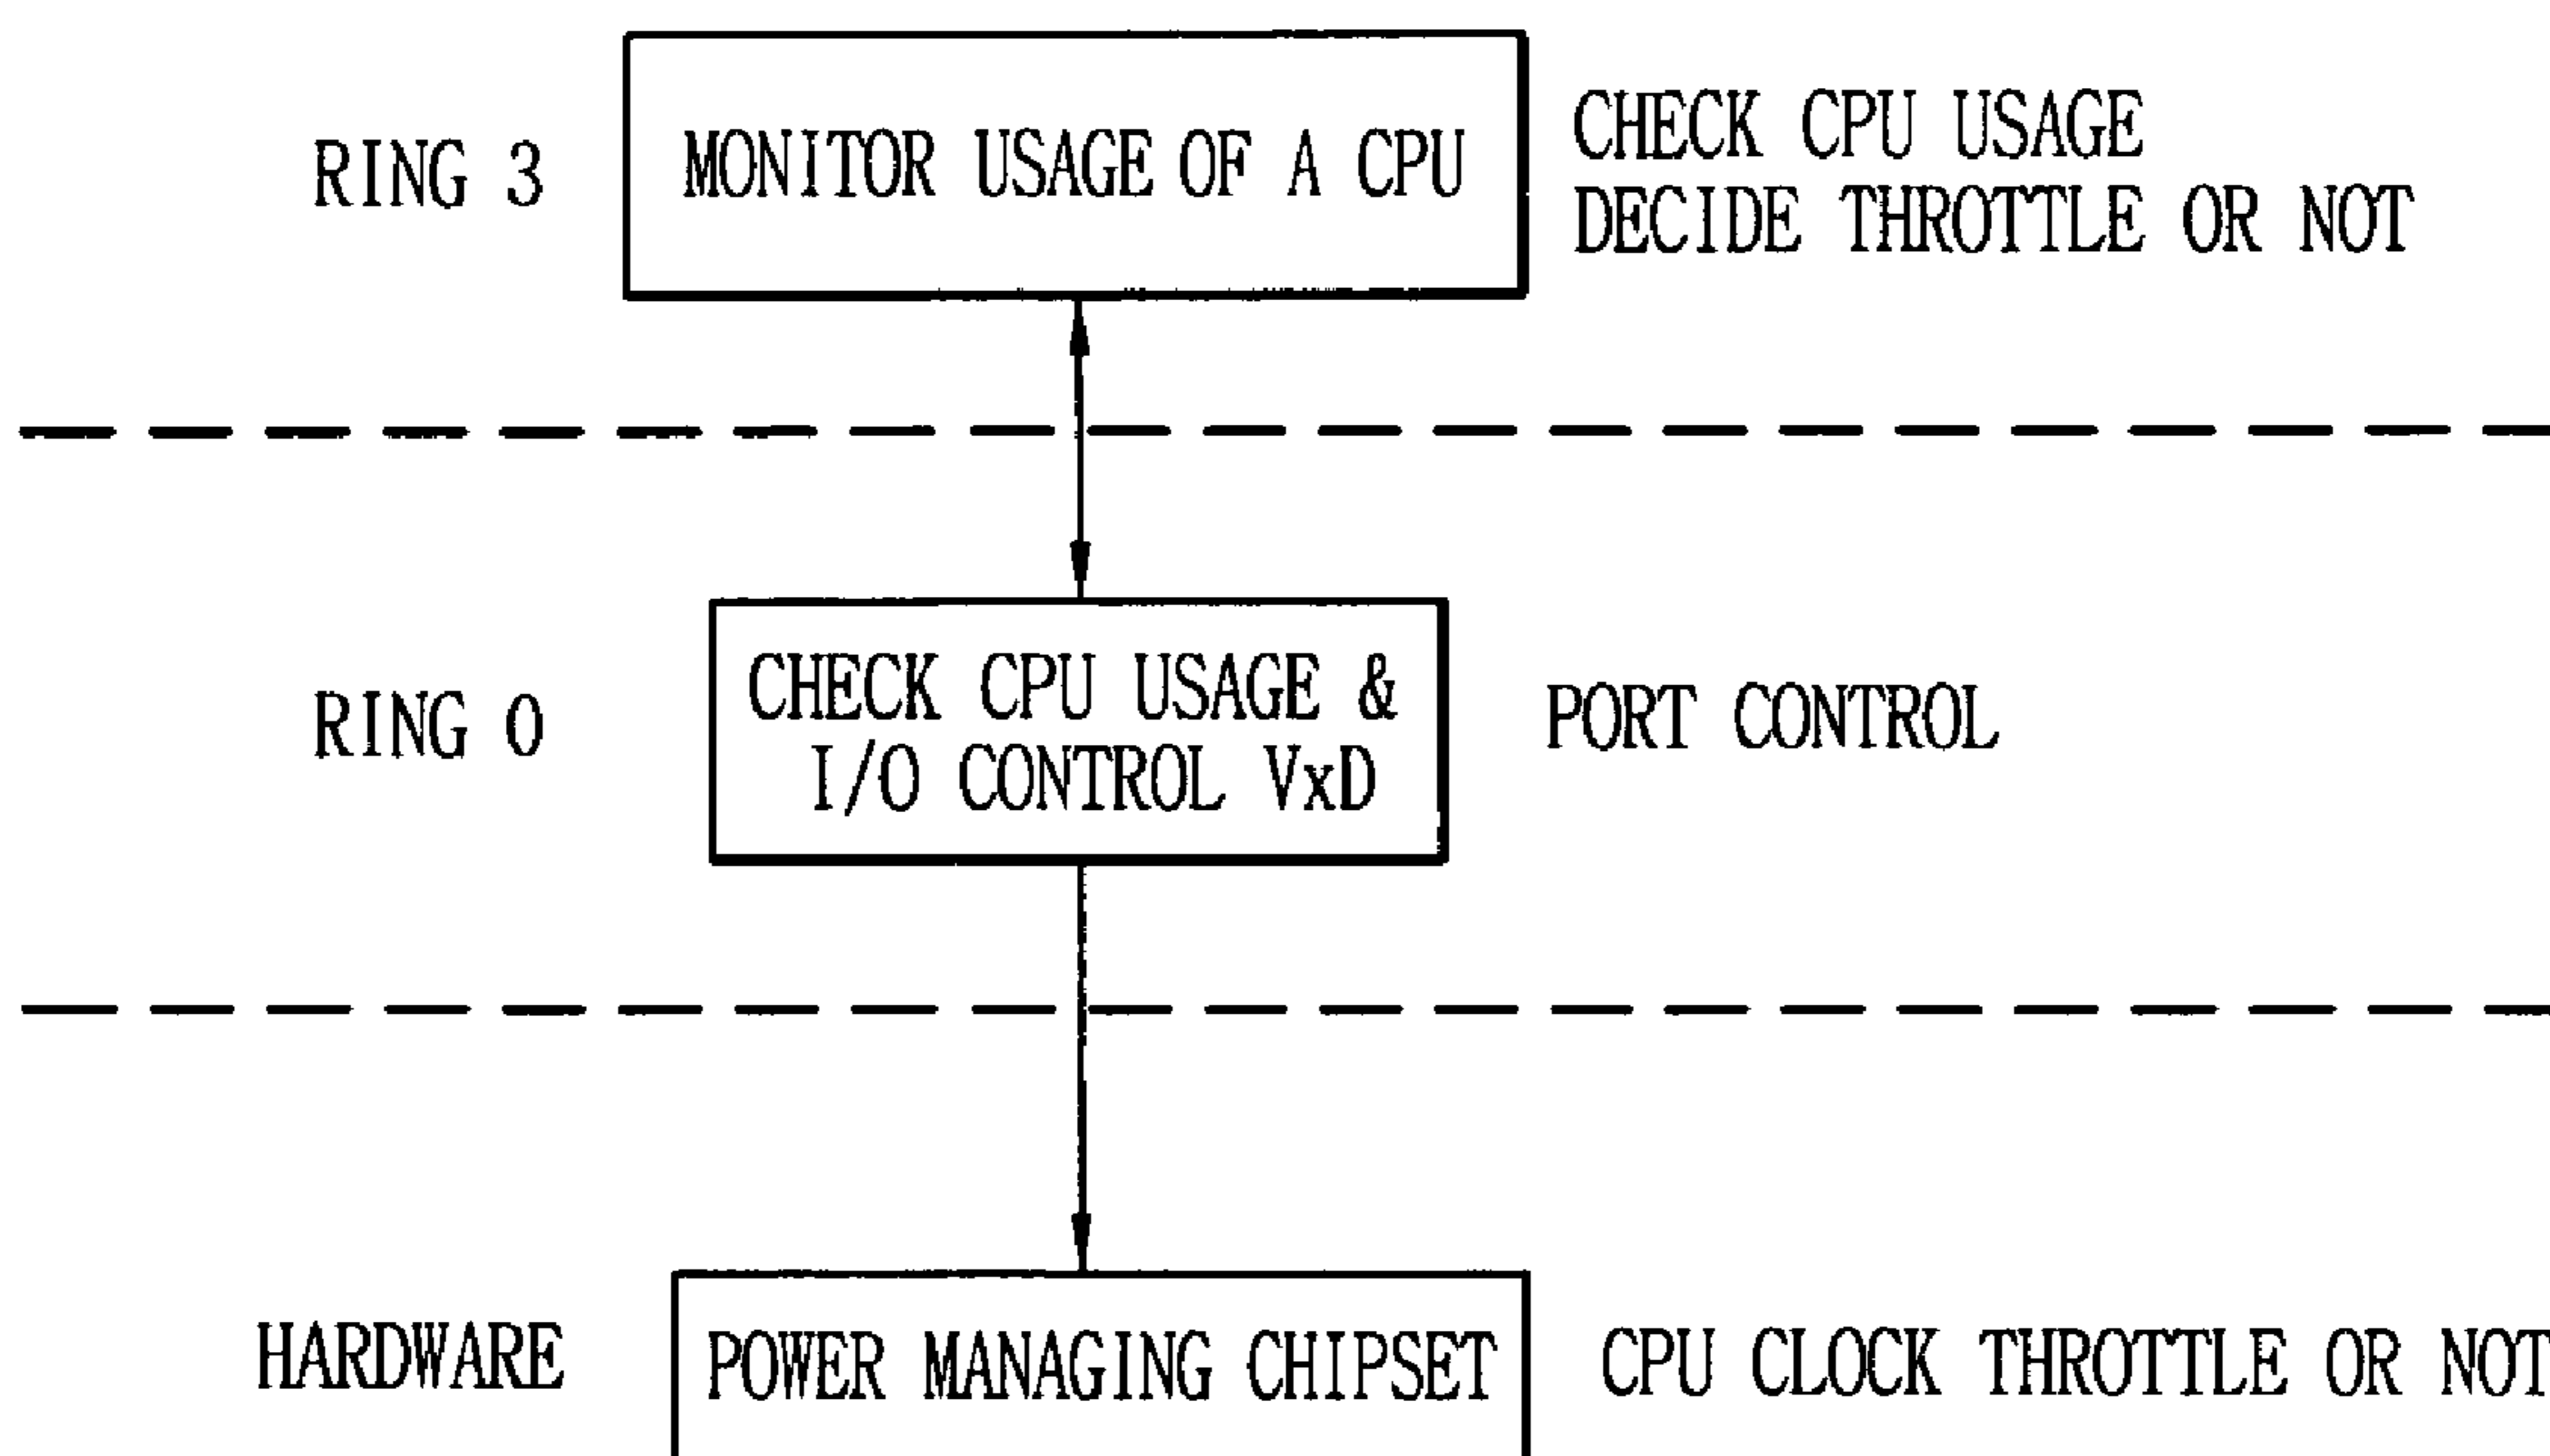 RING 3
MONITOR USAGE OF A CPU
CHECK CPU USAGE
DECIDE THROTTLE OR NOT
RING 0
CHECK CPU USAGE &
I/O CONTROL VxD
PORT CONTROL
HARDWARE
POWER MANAGING CHIPSET
CPU CLOCK THROTTLE OR NOT